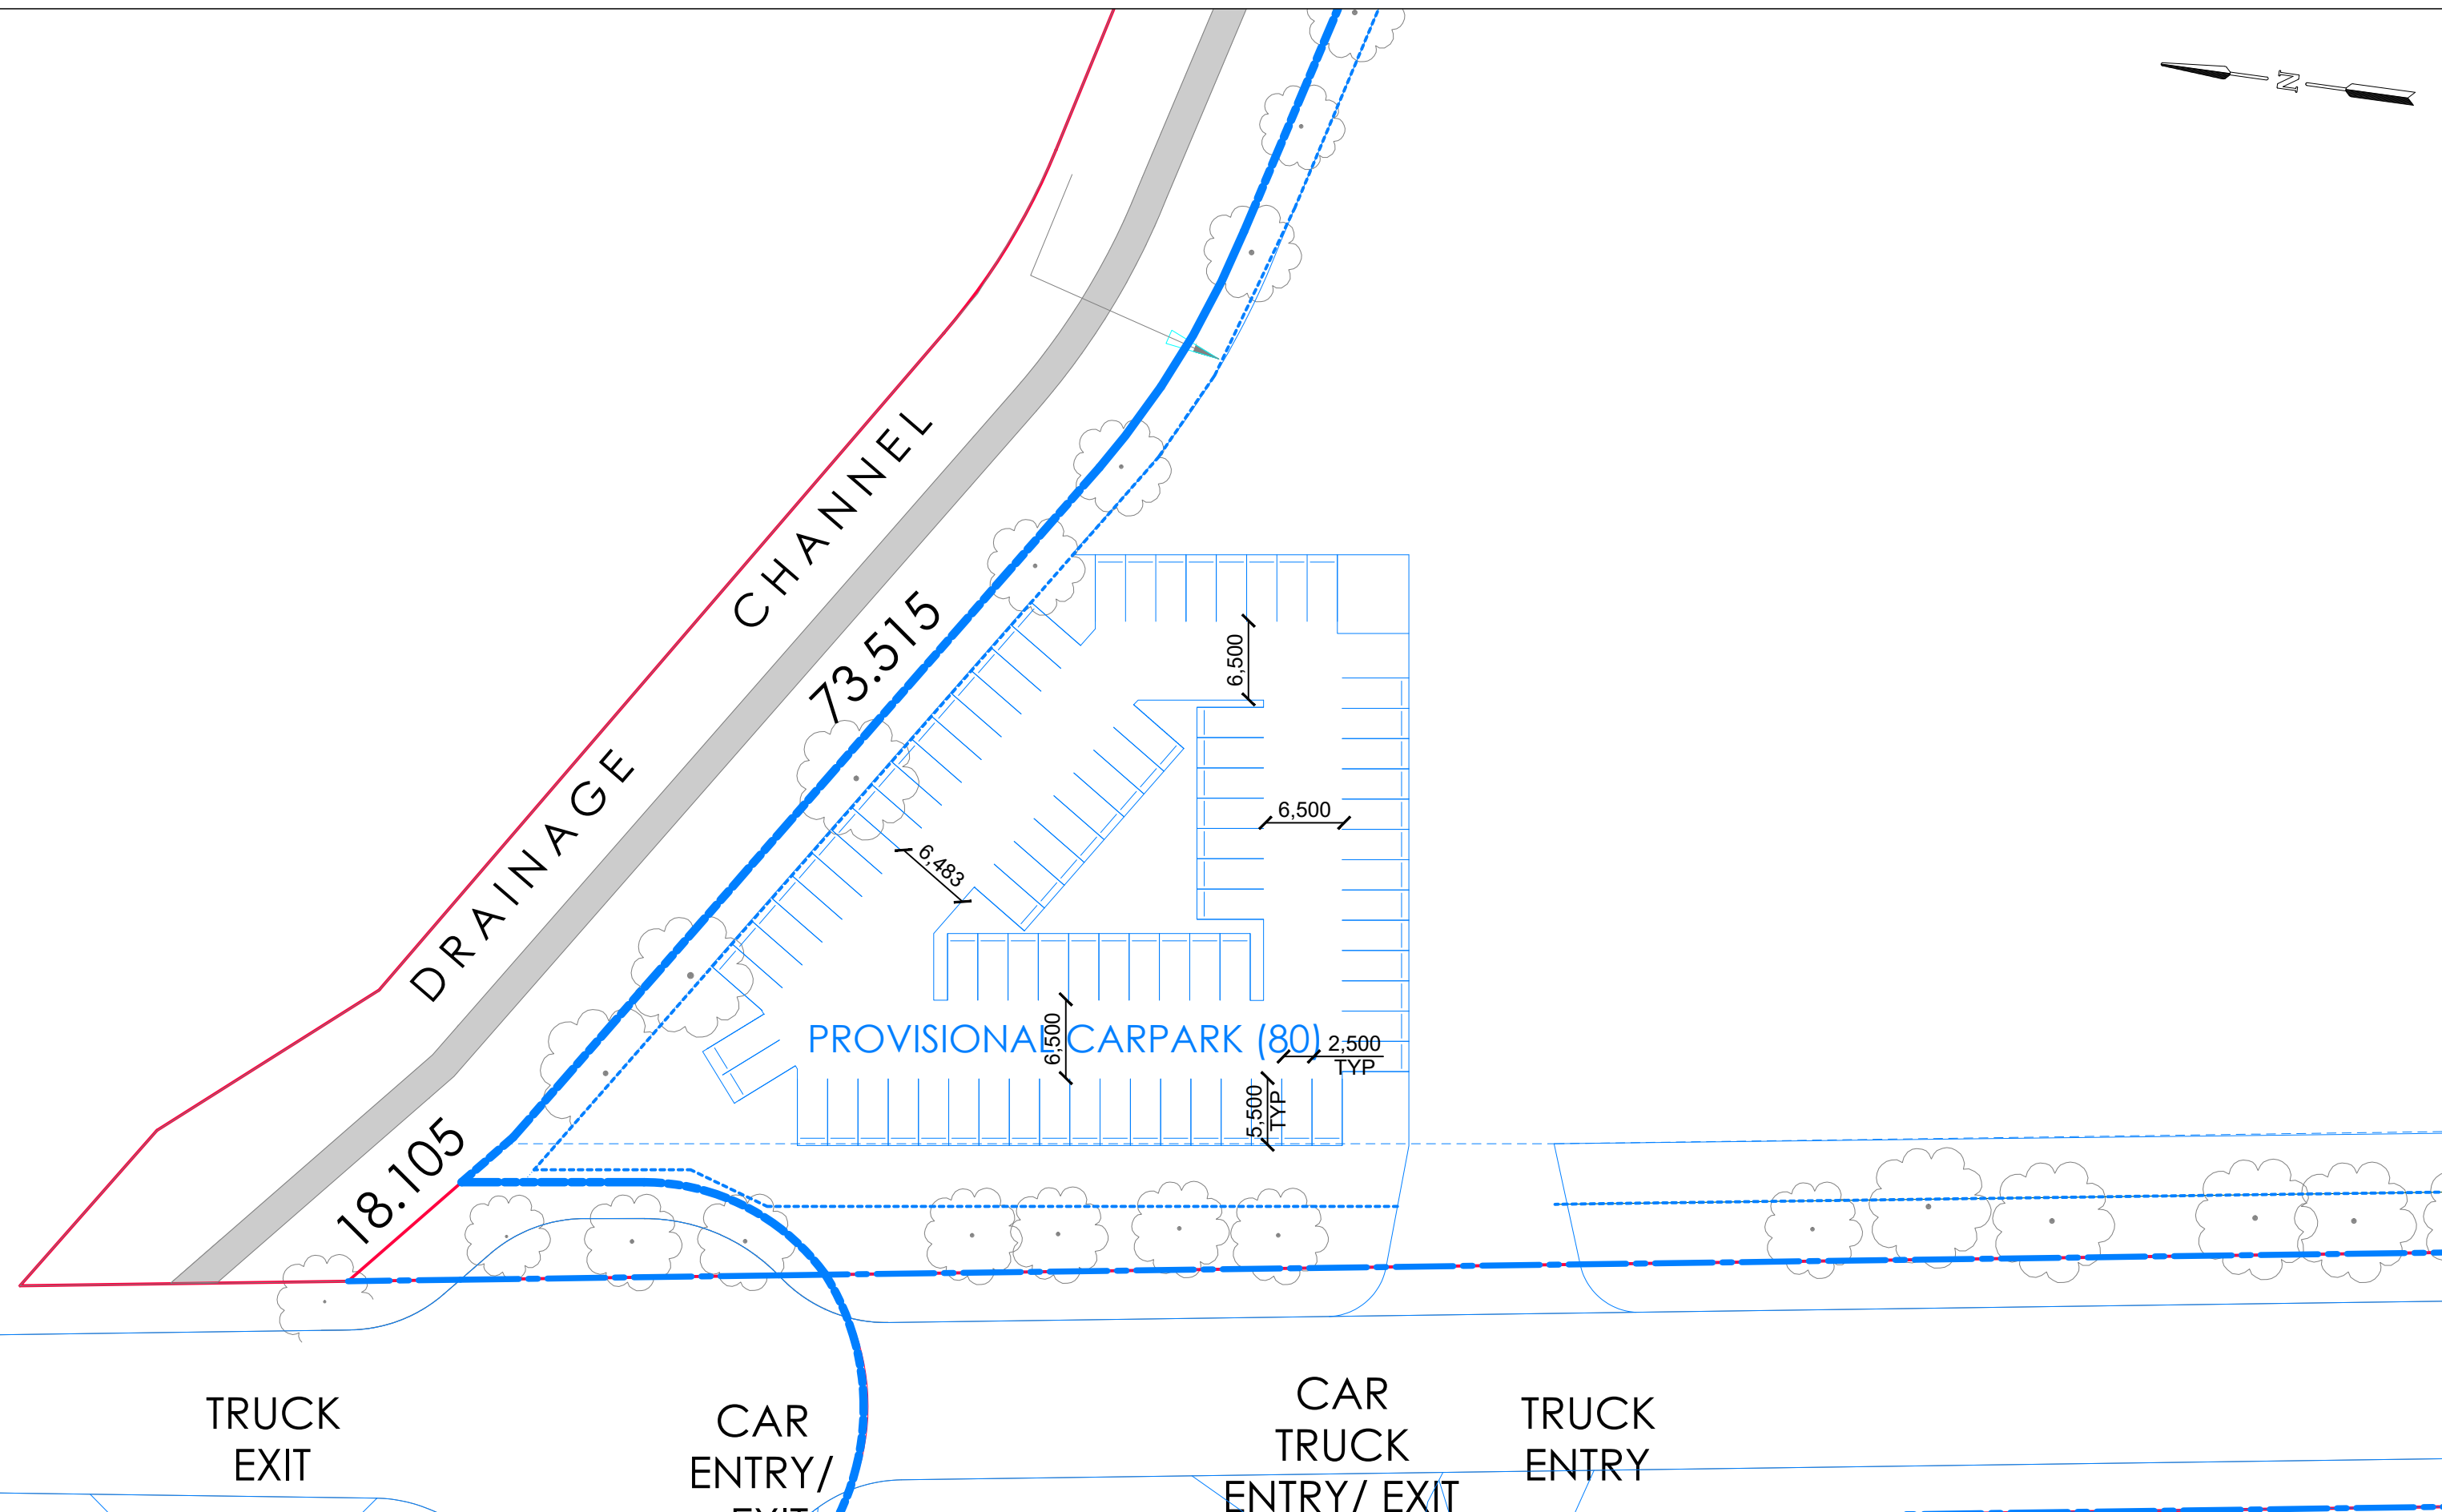 N
CHANNEL
DRAINAGE
73.515
18.105
6,500
6,500
6,483
6,500
PROVISIONAL CARPARK (80)
2,500
TYP
5,500
TYP
TRUCK
EXIT
CAR
ENTRY/
EXIT
CAR
TRUCK
ENTRY/ EXIT
TRUCK
ENTRY